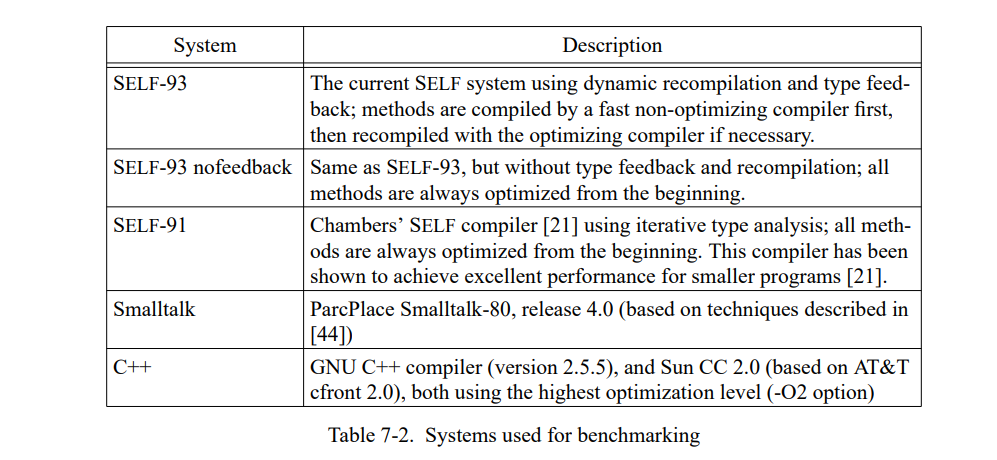 System Description
SELF-93 The current SELF system using dynamic recompilation and type feed-
back; methods are compiled by a fast non-optimizing compiler first,
then recompiled with the optimizing compiler if necessary.
SELF-93 nofeedback Same as SELF-93, but without type feedback and recompilation; all
methods are always optimized from the beginning.
SELF-91 Chambers’ SELF compiler [21] using iterative type analysis; all meth-
ods are always optimized from the beginning. This compiler has been
shown to achieve excellent performance for smaller programs [21].
Smalltalk ParcPlace Smalltalk-80, release 4.0 (based on techniques described in
[44])
C++ GNU C++ compiler (version 2.5.5), and Sun CC 2.0 (based on AT&T
cfront 2.0), both using the highest optimization level (-O2 option)
Table 7-2. Systems used for benchmarking